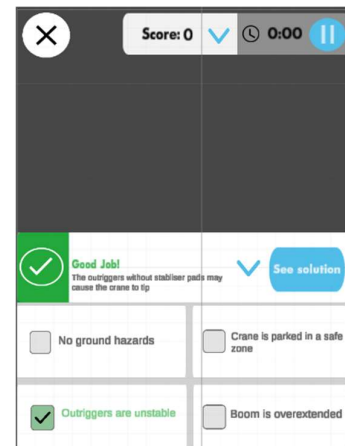 Score: 0
0:00
Good Job!
The outriggers without stabliser pads may
cause the crane to tip
See solution
No ground hazards
Crane is parked in a safe
zone
Outriggers are unstable
Boom is overextended